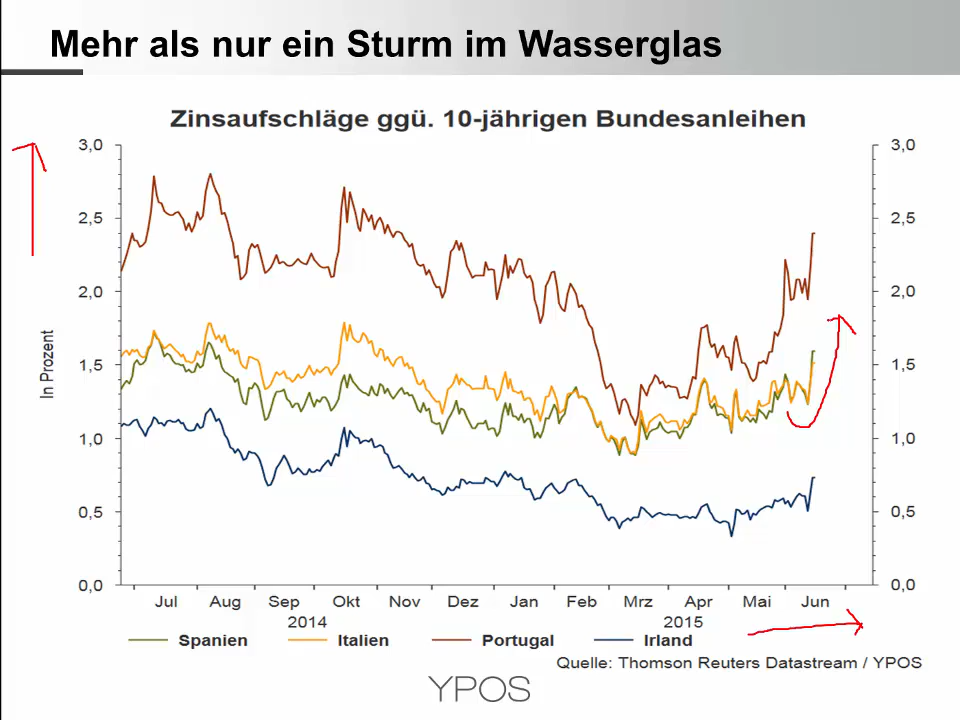 Mehr als nur ein Sturm im Wasserglas
Zinsaufschläge ggü. 10-jährigen Bundesanleihen
3,0 3,0
2,5 2,5
2,0 2,0
In Prozent
1,5 1,5
1,0 1,0
0,5 0,5
0,0 0,0
Jul Aug Sep Okt Nov Dez Jan Feb Mrz Apr Mai Jun
2014 2015
Spanien Italien Portugal Irland
Quelle: Thomson Reuters Datastream / YPOS
YPOS